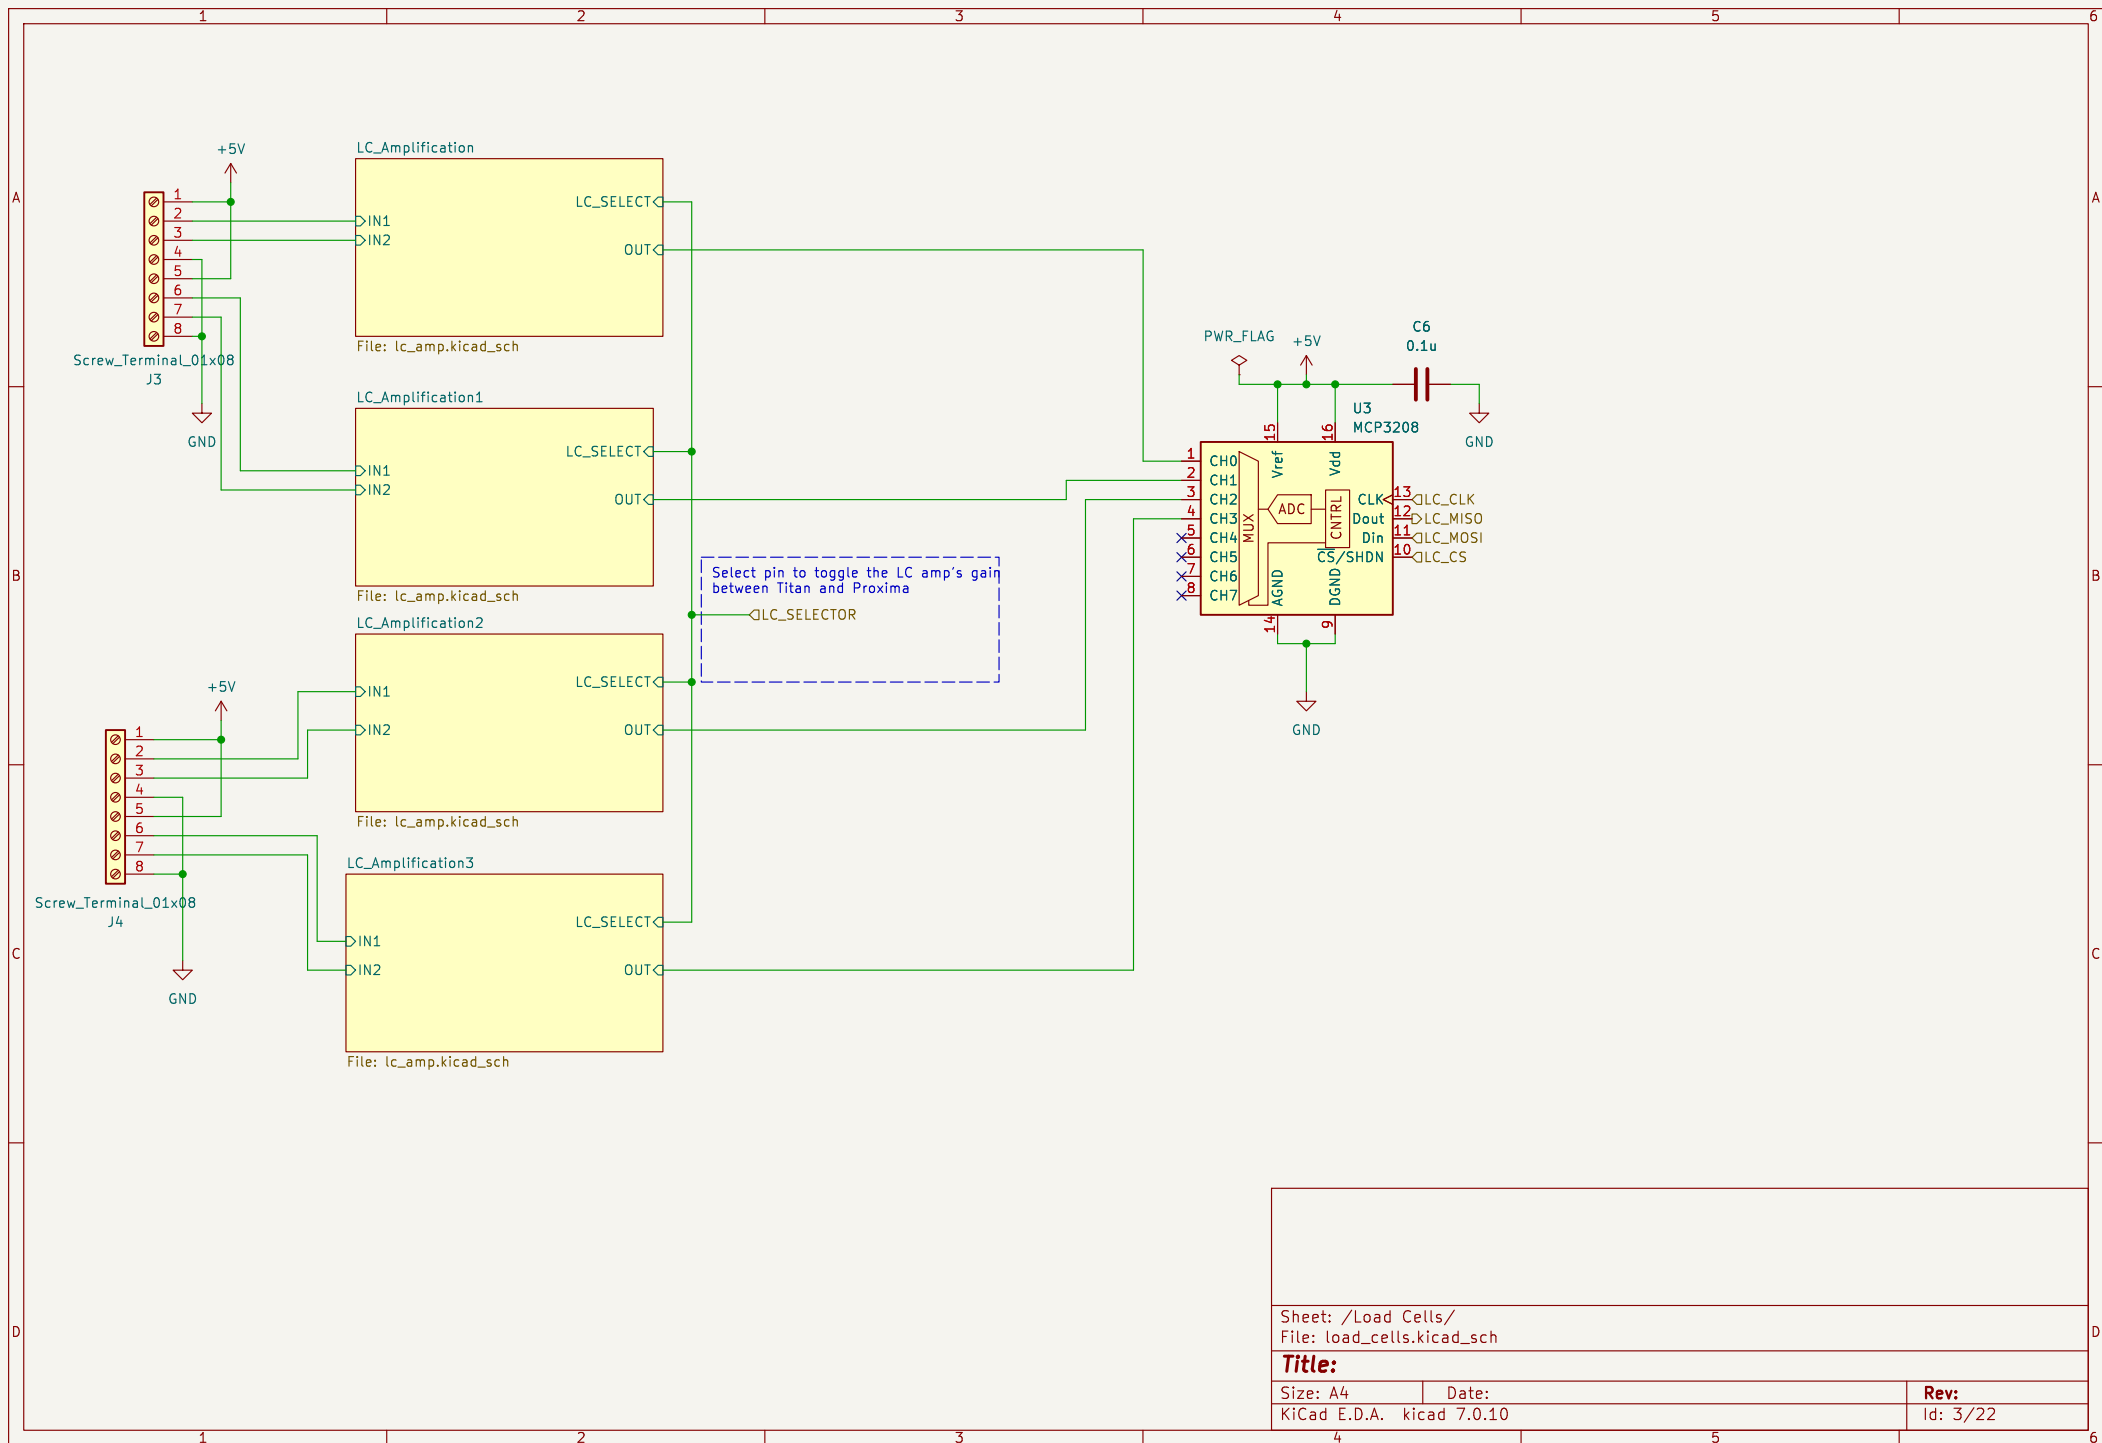 1 2 3 4 5 6
A A
B B
C C
D D
LC_Amplification
+5V
LC_SELECT
IN1
IN2
OUT
File: lc_amp.kicad_sch
1
2
3
4
5
6
7
8
Screw_Terminal_01x08
J3
GND
LC_Amplification1
LC_SELECT
IN1
IN2
OUT
File: lc_amp.kicad_sch
Select pin to toggle the LC amp's gain
between Titan and Proxima
LC_SELECTOR
LC_Amplification2
LC_SELECT
IN1
IN2
OUT
File: lc_amp.kicad_sch
+5V
1
2
3
4
5
6
7
8
Screw_Terminal_01x08
J4
GND
LC_Amplification3
LC_SELECT
IN1
IN2
OUT
File: lc_amp.kicad_sch
PWR_FLAG
+5V
C6
0.1u
GND
U3
MCP3208
15
16
Vref
Vdd
1 CH0
2 CH1
3 CH2
4 CH3
5 CH4
6 CH5
7 CH6
8 CH7
MUX
ADC
CNTRL
CLK 13 LC_CLK
Dout 12 LC_MISO
Din 11 LC_MOSI
CS/SHDN 10 LC_CS
AGND
DGND
14
9
GND
Sheet: /Load Cells/
File: load_cells.kicad_sch
Title:
Size: A4 Date: Rev:
KiCad E.D.A. kicad 7.0.10 Id: 3/22
1 2 3 4 5 6